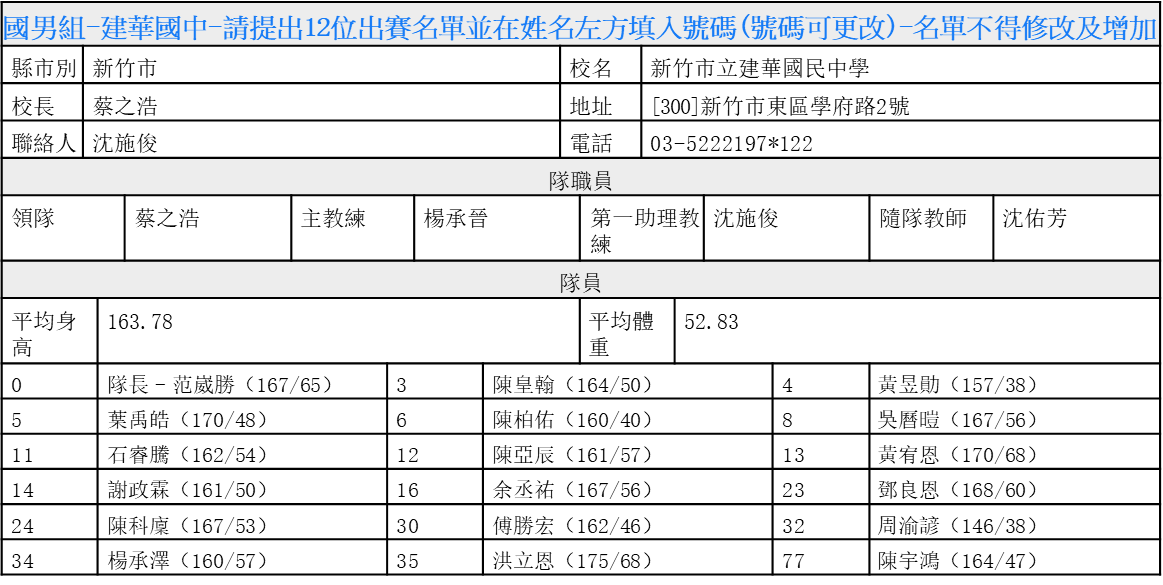 國男組-建華國中-請提出12位出賽名單並在姓名左方填入號碼(號碼可更改)-名單不得修改及增加
縣市別 新竹市 校名 新竹市立建華國民中學
校長 蔡之浩 地址 [300]新竹市東區學府路2號
聯絡人 沈施俊 電話 03-5222197*122
隊職員
領隊 蔡之浩 主教練 楊承晉 第一助理教練 沈施俊 隨隊教師 沈佑芳
隊員
平均身高 163.78 平均體重 52.83
0 隊長-范崴勝(167/65) 3 陳皇翰(164/50) 4 黃昱勛(157/38)
5 葉禹皓(170/48) 6 陳柏佑(160/40) 8 吳曆暟(167/56)
11 石睿騰(162/54) 12 陳亞辰(161/57) 13 黃宥恩(170/68)
14 謝政霖(161/50) 16 余丞祐(167/56) 23 鄧良恩(168/60)
24 陳科廩(167/53) 30 傅勝宏(162/46) 32 周渝諺(146/38)
34 楊承澤(160/57) 35 洪立恩(175/68) 77 陳宇鴻(164/47)